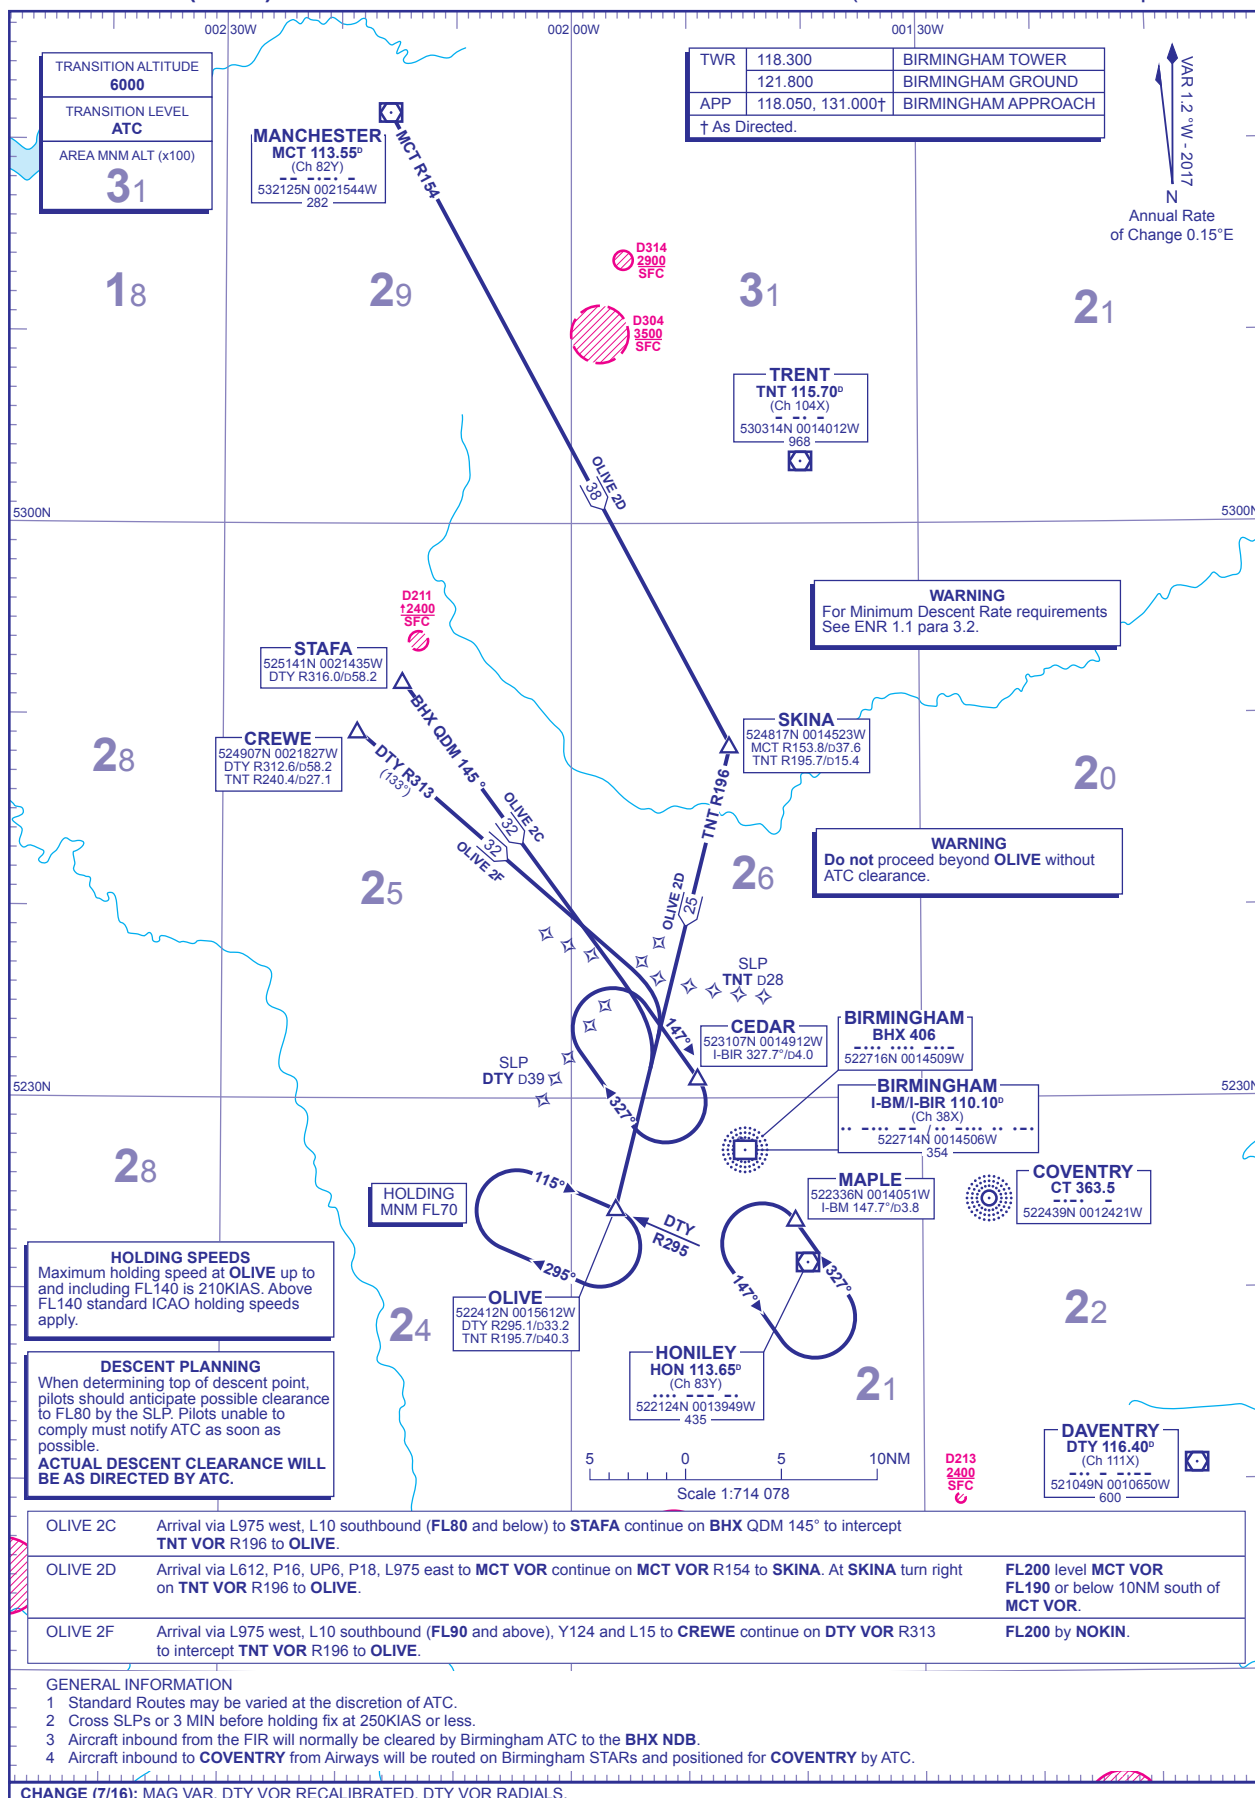 002 30W
002 00W
001 30W
TRANSITION ALTITUDE
6000
TRANSITION LEVEL
ATC
AREA MNM ALT (x100)
31
TWR 118.300 BIRMINGHAM TOWER
121.800 BIRMINGHAM GROUND
APP 118.050, 131.000† BIRMINGHAM APPROACH
† As Directed.
VAR 1.2 °W - 2017
N
Annual Rate
of Change 0.15°E
MANCHESTER
MCT 113.55D
(Ch 82Y)
532125N 0021544W
282
MCT R154
D314
2900
SFC
18
29
31
21
D304
3500
SFC
TRENT
TNT 115.70D
(Ch 104X)
530314N 0014012W
968
OLIVE 2D
38
5300N
5300N
D211
†2400
SFC
WARNING
For Minimum Descent Rate requirements
See ENR 1.1 para 3.2.
STAFA
525141N 0021435W
DTY R316.0/D58.2
BHX QDM 145°
CREWE
524907N 0021827W
DTY R312.6/D58.2
TNT R240.4/D27.1
DTY R313
(133°)
SKINA
524817N 0014523W
MCT R153.8/D37.6
TNT R195.7/D15.4
28
20
TNT R196
OLIVE 2C
32
32
OLIVE 2F
WARNING
Do not proceed beyond OLIVE without
ATC clearance.
25
26
OLIVE 2D
25
SLP
TNT D28
147°
CEDAR
523107N 0014912W
I-BIR 327.7°/D4.0
BIRMINGHAM
BHX 406
522716N 0014509W
SLP
DTY D39
327°
5230N
5230N
BIRMINGHAM
I-BM/I-BIR 110.10D
(Ch 38X)
522714N 0014506W
354
28
HOLDING
MNM FL70
115°
295°
DTY
R295
MAPLE
522336N 0014051W
I-BM 147.7°/D3.8
COVENTRY
CT 363.5
522439N 0012421W
147°
327°
HOLDING SPEEDS
Maximum holding speed at OLIVE up to
and including FL140 is 210KIAS. Above
FL140 standard ICAO holding speeds
apply.
24
OLIVE
522412N 0015612W
DTY R295.1/D33.2
TNT R195.7/D40.3
22
HONILEY
HON 113.65D
(Ch 83Y)
522124N 0013949W
435
21
DESCENT PLANNING
When determining top of descent point,
pilots should anticipate possible clearance
to FL80 by the SLP. Pilots unable to
comply must notify ATC as soon as
possible.
ACTUAL DESCENT CLEARANCE WILL
BE AS DIRECTED BY ATC.
5 0 5 10NM
Scale 1:714 078
D213
2400
SFC
DAVENTRY
DTY 116.40D
(Ch 111X)
521049N 0010650W
600
OLIVE 2C Arrival via L975 west, L10 southbound (FL80 and below) to STAFA continue on BHX QDM 145° to intercept
TNT VOR R196 to OLIVE.
OLIVE 2D Arrival via L612, P16, UP6, P18, L975 east to MCT VOR continue on MCT VOR R154 to SKINA. At SKINA turn right
on TNT VOR R196 to OLIVE.
FL200 level MCT VOR
FL190 or below 10NM south of
MCT VOR.
OLIVE 2F Arrival via L975 west, L10 southbound (FL90 and above), Y124 and L15 to CREWE continue on DTY VOR R313
to intercept TNT VOR R196 to OLIVE.
FL200 by NOKIN.
GENERAL INFORMATION
1 Standard Routes may be varied at the discretion of ATC.
2 Cross SLPs or 3 MIN before holding fix at 250KIAS or less.
3 Aircraft inbound from the FIR will normally be cleared by Birmingham ATC to the BHX NDB.
4 Aircraft inbound to COVENTRY from Airways will be routed on Birmingham STARs and positioned for COVENTRY by ATC.
CHANGE (7/16): MAG VAR. DTY VOR RECALIBRATED. DTY VOR RADIALS.